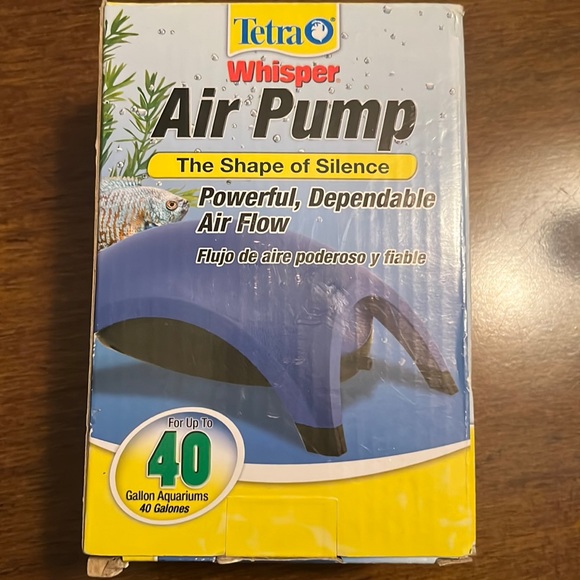 Tetra
Whisper
Air Pump
The Shape of Silence
Powerful, Dependable
Air Flow
Flujo de aire poderoso y fiable
For Up To
40
Gallon Aquariums
40 Galones